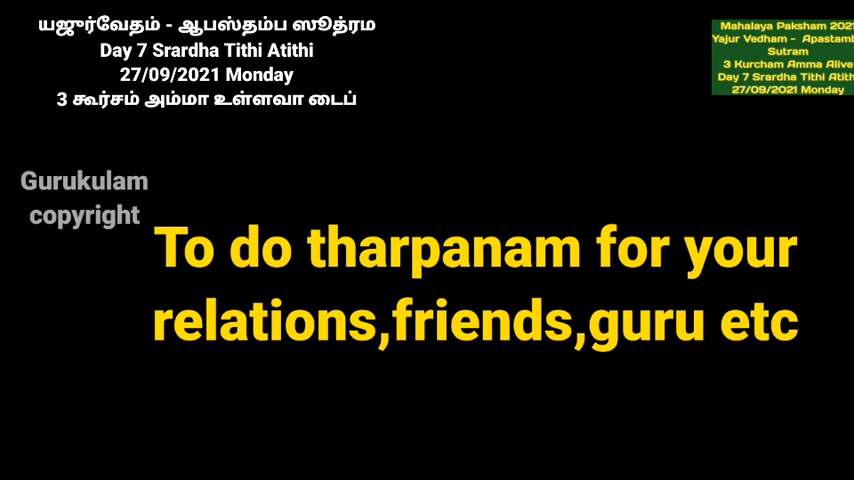 யஜுர்வேதம் - ஆபஸ்தம்ப ஸூத்ரம
Day 7 Srardha Tithi Atithi
27/09/2021 Monday
3 கூர்சம் அம்மா உள்ளவா டைப்
Mahalaya Paksham 2021
Yajur Vedham - Apastamb
Sutram
3 Kurcham Amma Alive
Day 7 Srardha Tithi Atith
27/09/2021 Monday
Gurukulam
copyright
To do tharpanam for your
relations,friends,guru etc